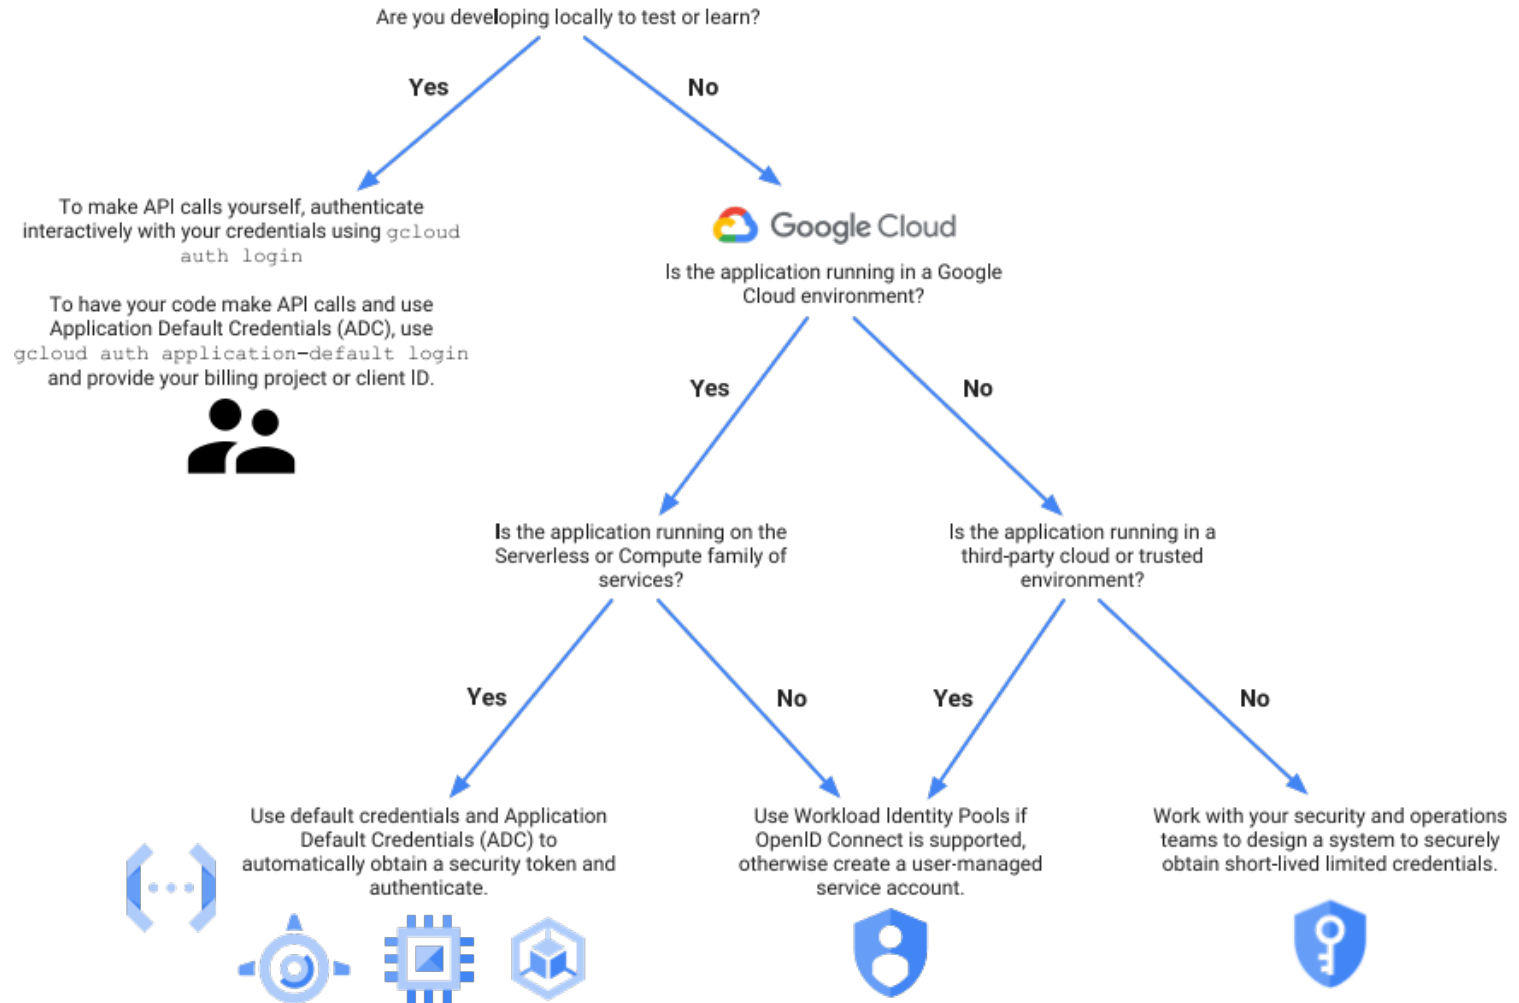 Are you developing locally to test or learn?
Yes
No
To make API calls yourself, authenticate
interactively with your credentials using gcloud
auth login
To have your code make API calls and use
Application Default Credentials (ADC), use
gcloud auth application-default login
and provide your billing project or client ID.
Google Cloud
Is the application running in a Google
Cloud environment?
Yes
No
Is the application running on the
Serverless or Compute family of
services?
Is the application running in a
third-party cloud or trusted
environment?
Yes
No
Yes
No
Use default credentials and Application
Default Credentials (ADC) to
automatically obtain a security token and
authenticate.
Use Workload Identity Pools if
OpenID Connect is supported,
otherwise create a user-managed
service account.
Work with your security and operations
teams to design a system to securely
obtain short-lived limited credentials.